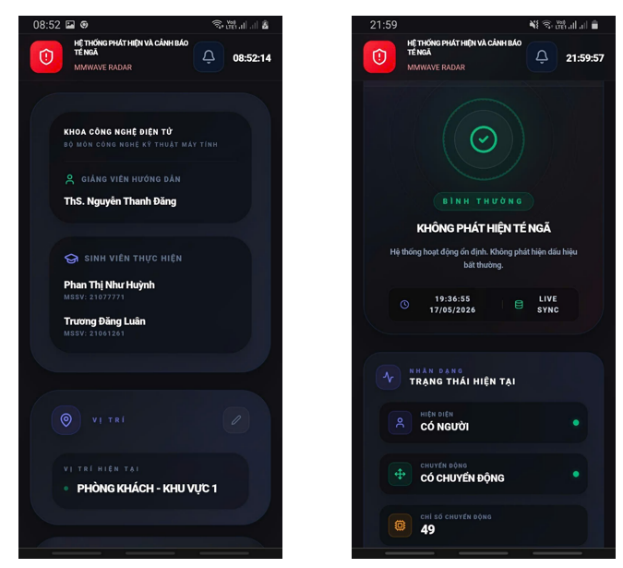 08:52
HỆ THỐNG PHÁT HIỆN VÀ CẢNH BÁO
TÉ NGÃ
MMWAVE RADAR
08:52:14
KHOA CÔNG NGHỆ ĐIỆN TỬ
BỘ MÔN CÔNG NGHỆ KỸ THUẬT MÁY TÍNH
GIẢNG VIÊN HƯỚNG DẪN
ThS. Nguyễn Thanh Đăng
SINH VIÊN THỰC HIỆN
Phan Thị Như Huỳnh
MSSV: 21077771
Trương Đăng Luân
MSSV: 21061261
VỊ TRÍ
VỊ TRÍ HIỆN TẠI
PHÒNG KHÁCH - KHU VỰC 1
21:59
HỆ THỐNG PHÁT HIỆN VÀ CẢNH BÁO
TÉ NGÃ
MMWAVE RADAR
21:59:57
BÌNH THƯỜNG
KHÔNG PHÁT HIỆN TÉ NGÃ
Hệ thống hoạt động ổn định. Không phát hiện dấu hiệu
bất thường.
19:36:55
17/05/2026
LIVE
SYNC
NHẬN DẠNG
TRẠNG THÁI HIỆN TẠI
HIỆN DIỆN
CÓ NGƯỜI
CHUYỂN ĐỘNG
CÓ CHUYỂN ĐỘNG
CHỈ SỐ CHUYỂN ĐỘNG
49